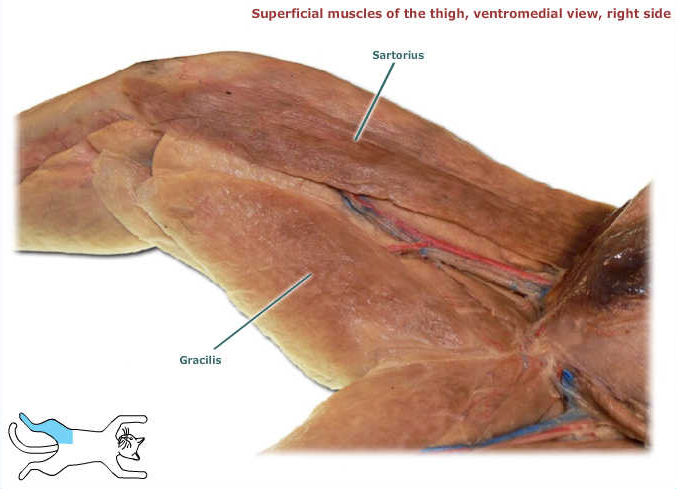 Superficial muscles of the thigh, ventromedial view, right side
Sartorius
Gracilis